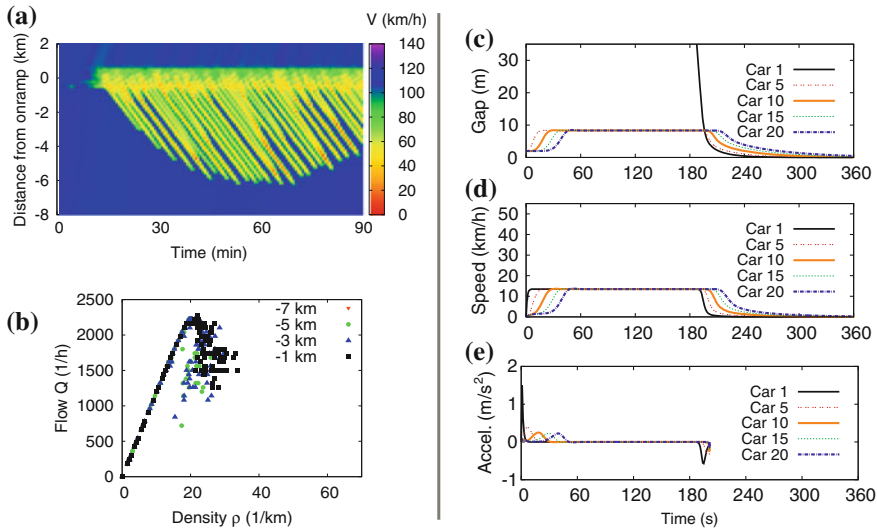 (a)
V (km/h)
Distance from onramp (km)
2
0
-2
-4
-6
-8
0
30
60
90
Time (min)
140
120
100
80
60
40
20
0
(b)
Flow Q (1/h)
2500
2000
1500
1000
500
0
0
20
40
60
Density ρ (1/km)
-7 km
-5 km
-3 km
-1 km
(c)
Gap (m)
30
20
10
0
0
60
120
180
240
300
360
Car 1
Car 5
Car 10
Car 15
Car 20
(d)
Speed (km/h)
50
40
30
20
10
0
0
60
120
180
240
300
360
Car 1
Car 5
Car 10
Car 15
Car 20
(e)
Accel. (m/s²)
2
1
0
-1
0
60
120
180
240
300
360
Time (s)
Car 1
Car 5
Car 10
Car 15
Car 20